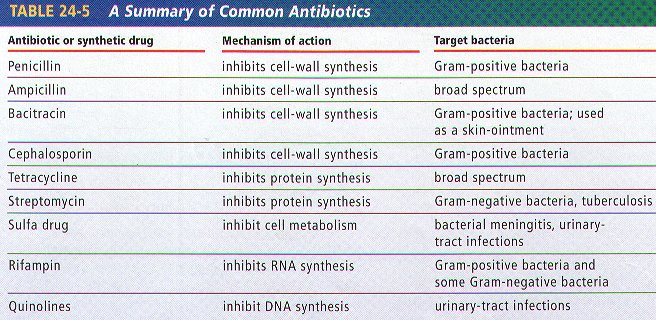 TABLE 24-5 A Summary of Common Antibiotics
Antibiotic or synthetic drug Mechanism of action Target bacteria
Penicillin inhibits cell-wall synthesis Gram-positive bacteria
Ampicillin inhibits cell-wall synthesis broad spectrum
Bacitracin inhibits cell-wall synthesis Gram-positive bacteria; used
as a skin-ointment
Cephalosporin inhibits cell-wall synthesis Gram-positive bacteria
Tetracycline inhibits protein synthesis broad spectrum
Streptomycin inhibits protein synthesis Gram-negative bacteria, tuberculosis
Sulfa drug inhibit cell metabolism bacterial meningitis, urinary-
tract infections
Rifampin inhibits RNA synthesis Gram-positive bacteria and
some Gram-negative bacteria
Quinolines inhibit DNA synthesis urinary-tract infections